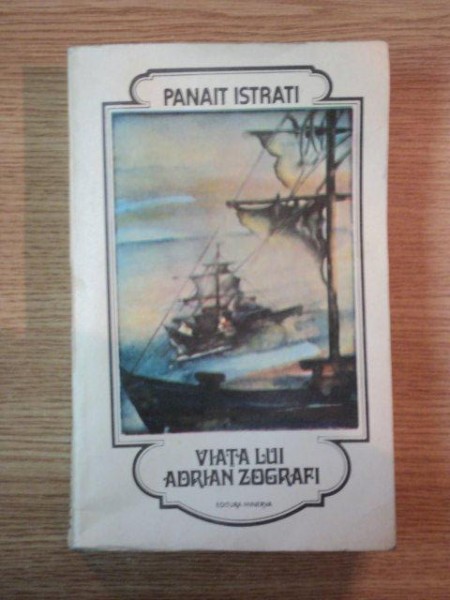 PANAIT ISTRATI
VIAȚA LUI
ADRIAN ZOGRAFI
EDITURA MINERVA